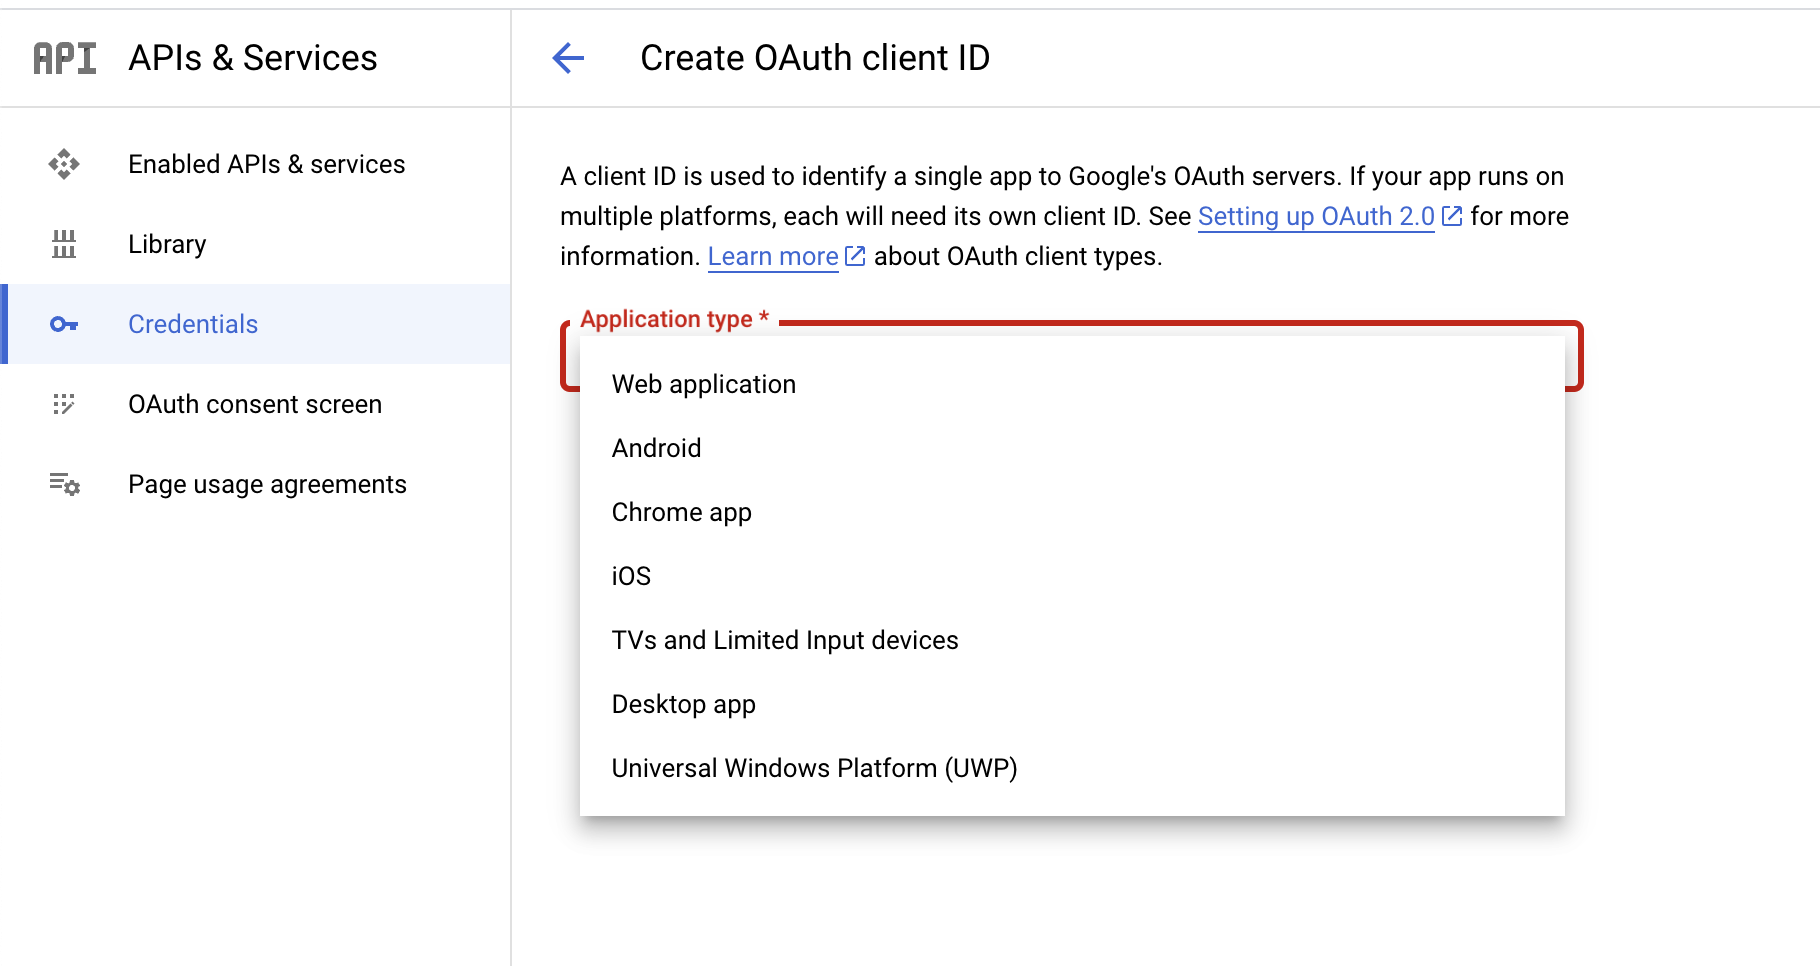 API APIs & Services
Create OAuth client ID
Enabled APIs & services
Library
Credentials
OAuth consent screen
Page usage agreements
A client ID is used to identify a single app to Google's OAuth servers. If your app runs on
multiple platforms, each will need its own client ID. See Setting up OAuth 2.0 for more
information. Learn more about OAuth client types.
Application type *
Web application
Android
Chrome app
iOS
TVs and Limited Input devices
Desktop app
Universal Windows Platform (UWP)